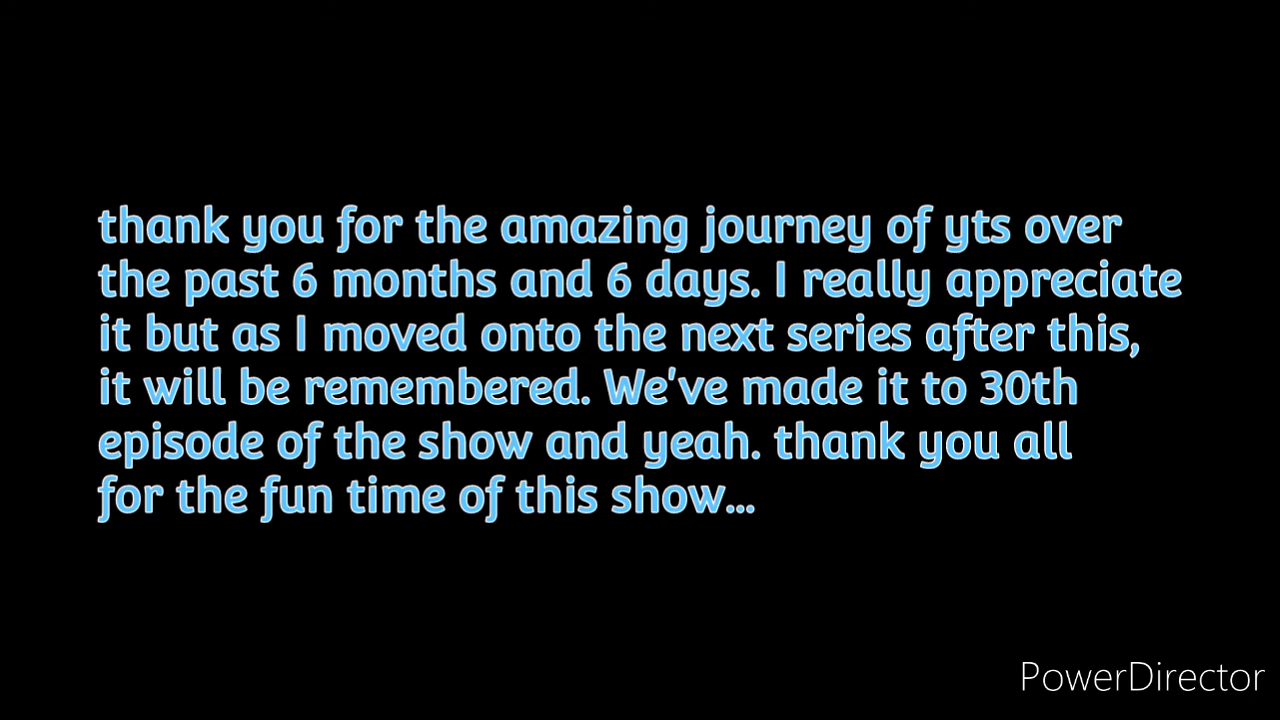 thank you for the amazing journey of yts over
the past 6 months and 6 days. I really appreciate
it but as I moved onto the next series after this,
it will be remembered. We've made it to 30th
episode of the show and yeah. thank you all
for the fun time of this show...
PowerDirector